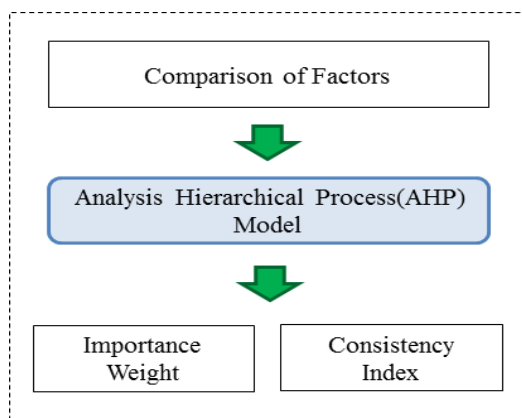 Comparison of Factors
Analysis Hierarchical Process(AHP)
Model
Importance
Weight
Consistency
Index